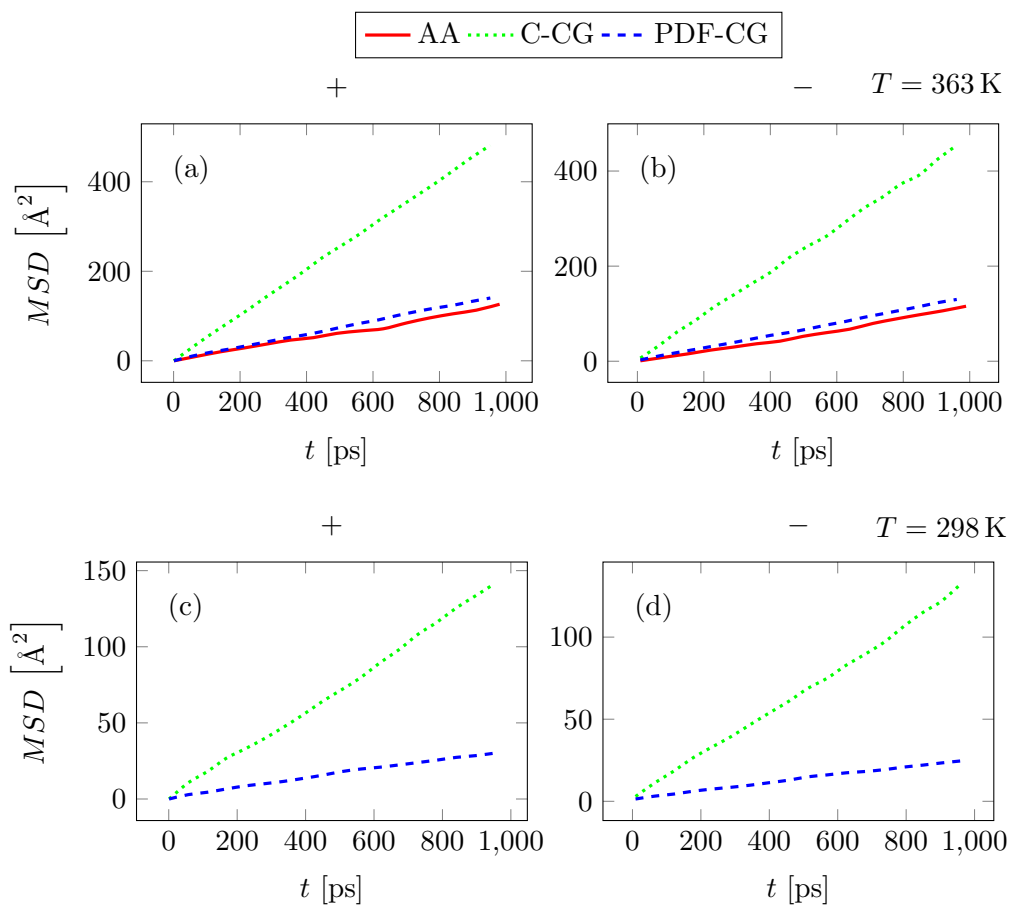 AA C-CG PDF-CG
+ − T = 363 K
(a) (b)
MSD [Å²]
400
200
0
400
200
0
0 200 400 600 800 1,000
0 200 400 600 800 1,000
t [ps] t [ps]
+ − T = 298 K
(c) (d)
MSD [Å²]
150
100
50
0
100
50
0
0 200 400 600 800 1,000
0 200 400 600 800 1,000
t [ps] t [ps]